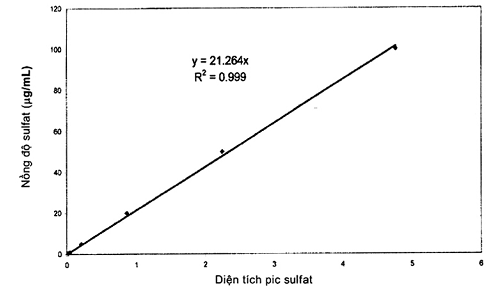 120
100
80
60
40
20
0
Nồng độ sulfat (µg/mL)
y = 21.264x
R² = 0.999
0 1 2 3 4 5 6
Diện tích pic sulfat